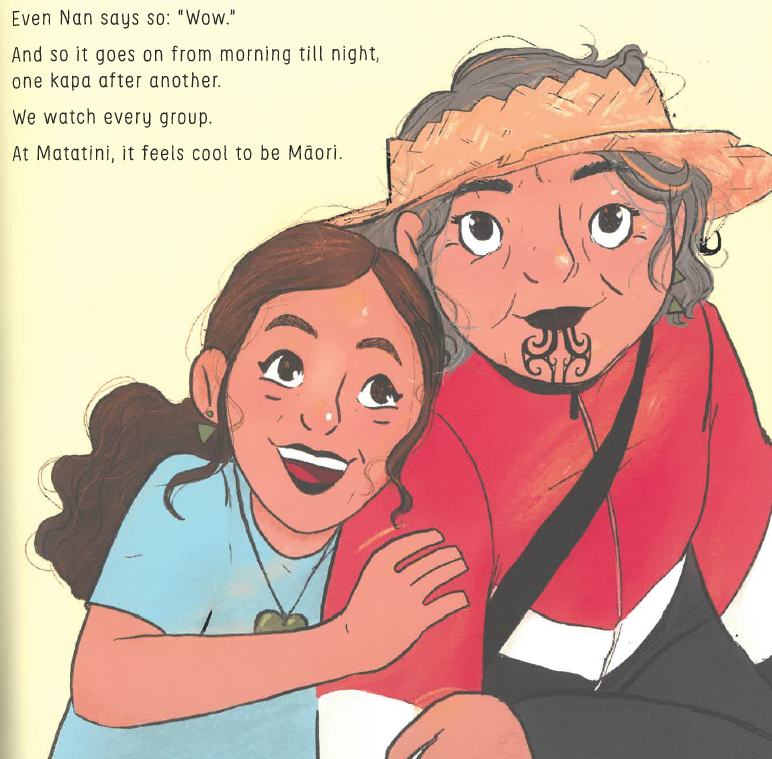 Even Nan says so: “Wow.”
And so it goes on from morning till night,
one kapa after another.
We watch every group.
At Matatini, it feels cool to be Māori.